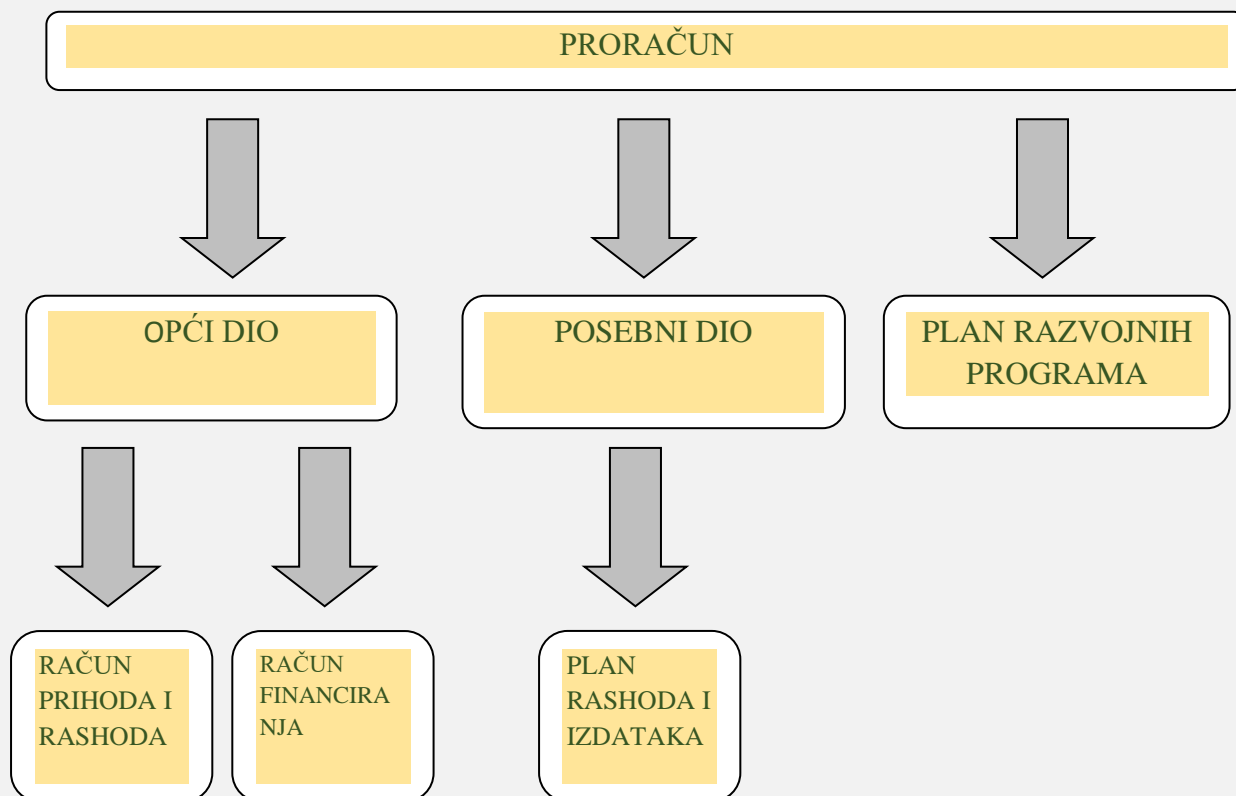 PRORAČUN
OPĆI DIO
POSEBNI DIO
PLAN RAZVOJNIH
PROGRAMA
RAČUN
PRIHODA I
RASHODA
RAČUN
FINANCIRA
NJA
PLAN
RASHODA I
IZDATAKA